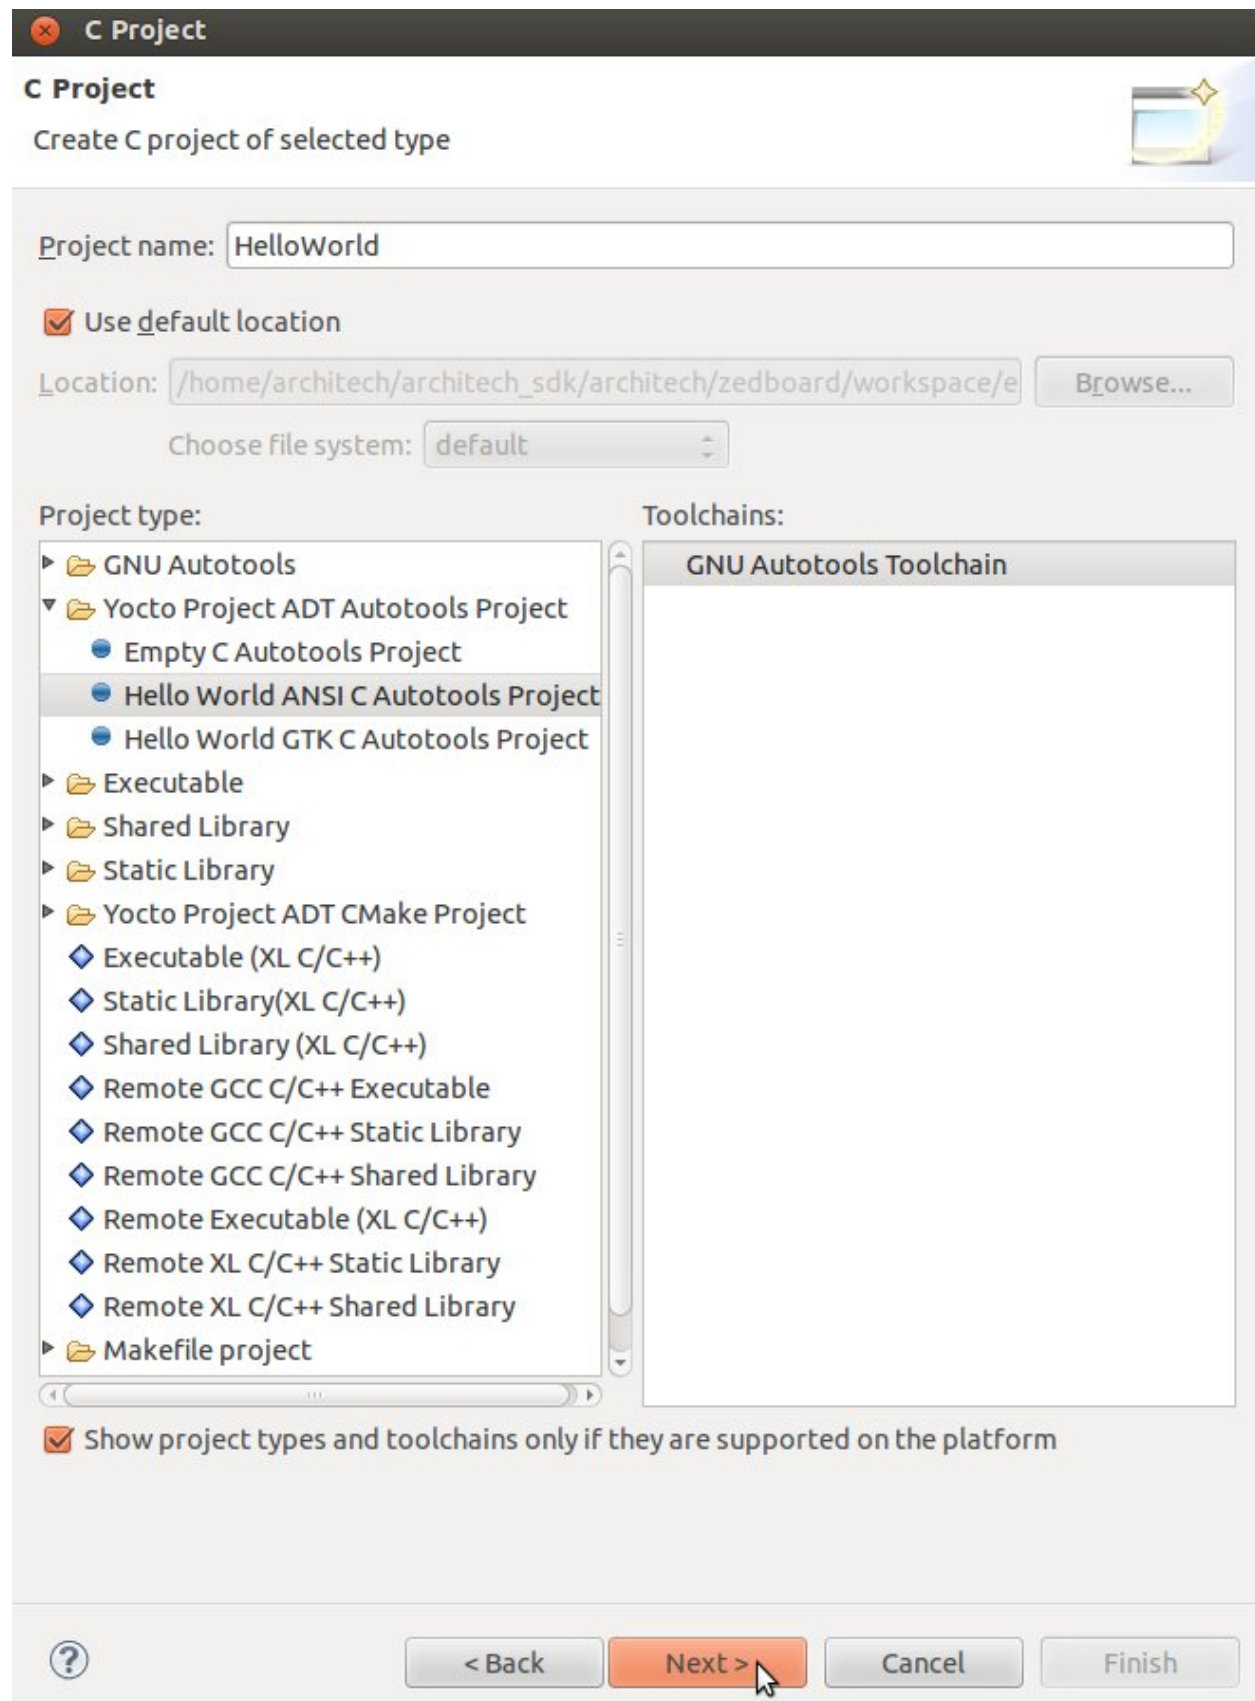 C Project
C Project
Create C project of selected type
Project name: HelloWorld
Use default location
Location: /home/architech/architech_sdk/architech/zedboard/workspace/e Browse...
Choose file system: default
Project type: Toolchains:
GNU Autotools GNU Autotools Toolchain
Yocto Project ADT Autotools Project
Empty C Autotools Project
Hello World ANSI C Autotools Project
Hello World GTK C Autotools Project
Executable
Shared Library
Static Library
Yocto Project ADT CMake Project
Executable (XL C/C++)
Static Library(XL C/C++)
Shared Library (XL C/C++)
Remote GCC C/C++ Executable
Remote GCC C/C++ Static Library
Remote GCC C/C++ Shared Library
Remote Executable (XL C/C++)
Remote XL C/C++ Static Library
Remote XL C/C++ Shared Library
Makefile project
Show project types and toolchains only if they are supported on the platform
? < Back Next > Cancel Finish